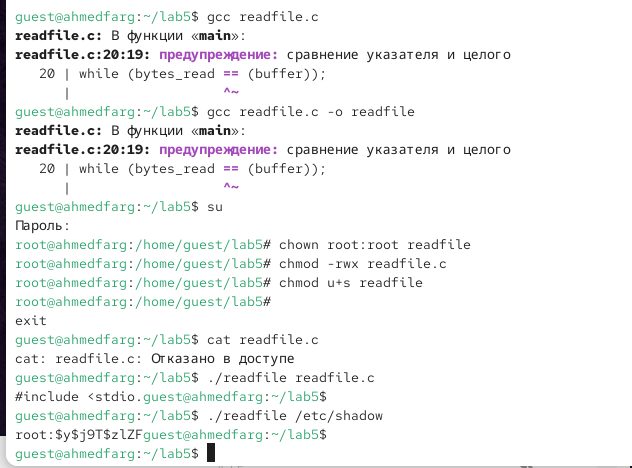 guest@ahmedfarg:~/lab5$ gcc readfile.c
readfile.c: В функции «main»:
readfile.c:20:19: предупреждение: сравнение указателя и целого
   20 | while (bytes_read == (buffer));
      |                   ^~
guest@ahmedfarg:~/lab5$ gcc readfile.c -o readfile
readfile.c: В функции «main»:
readfile.c:20:19: предупреждение: сравнение указателя и целого
   20 | while (bytes_read == (buffer));
      |                   ^~
guest@ahmedfarg:~/lab5$ su
Пароль:
root@ahmedfarg:/home/guest/lab5# chown root:root readfile
root@ahmedfarg:/home/guest/lab5# chmod -rwx readfile.c
root@ahmedfarg:/home/guest/lab5# chmod u+s readfile
root@ahmedfarg:/home/guest/lab5#
exit
guest@ahmedfarg:~/lab5$ cat readfile.c
cat: readfile.c: Отказано в доступе
guest@ahmedfarg:~/lab5$ ./readfile readfile.c
#include <stdio.guest@ahmedfarg:~/lab5$
guest@ahmedfarg:~/lab5$ ./readfile /etc/shadow
root:$y$j9T$zlZFguest@ahmedfarg:~/lab5$
guest@ahmedfarg:~/lab5$